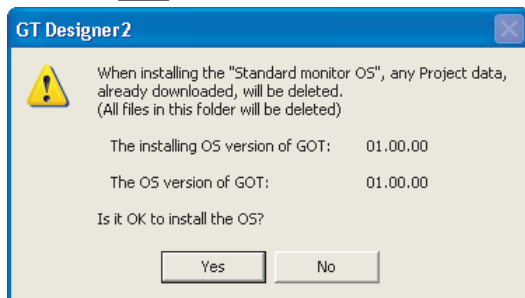 GT Designer2
When installing the "Standard monitor OS", any Project data,
already downloaded, will be deleted.
(All files in this folder will be deleted)
The installing OS version of GOT: 01.00.00
The OS version of GOT: 01.00.00
Is it OK to install the OS?
Yes No